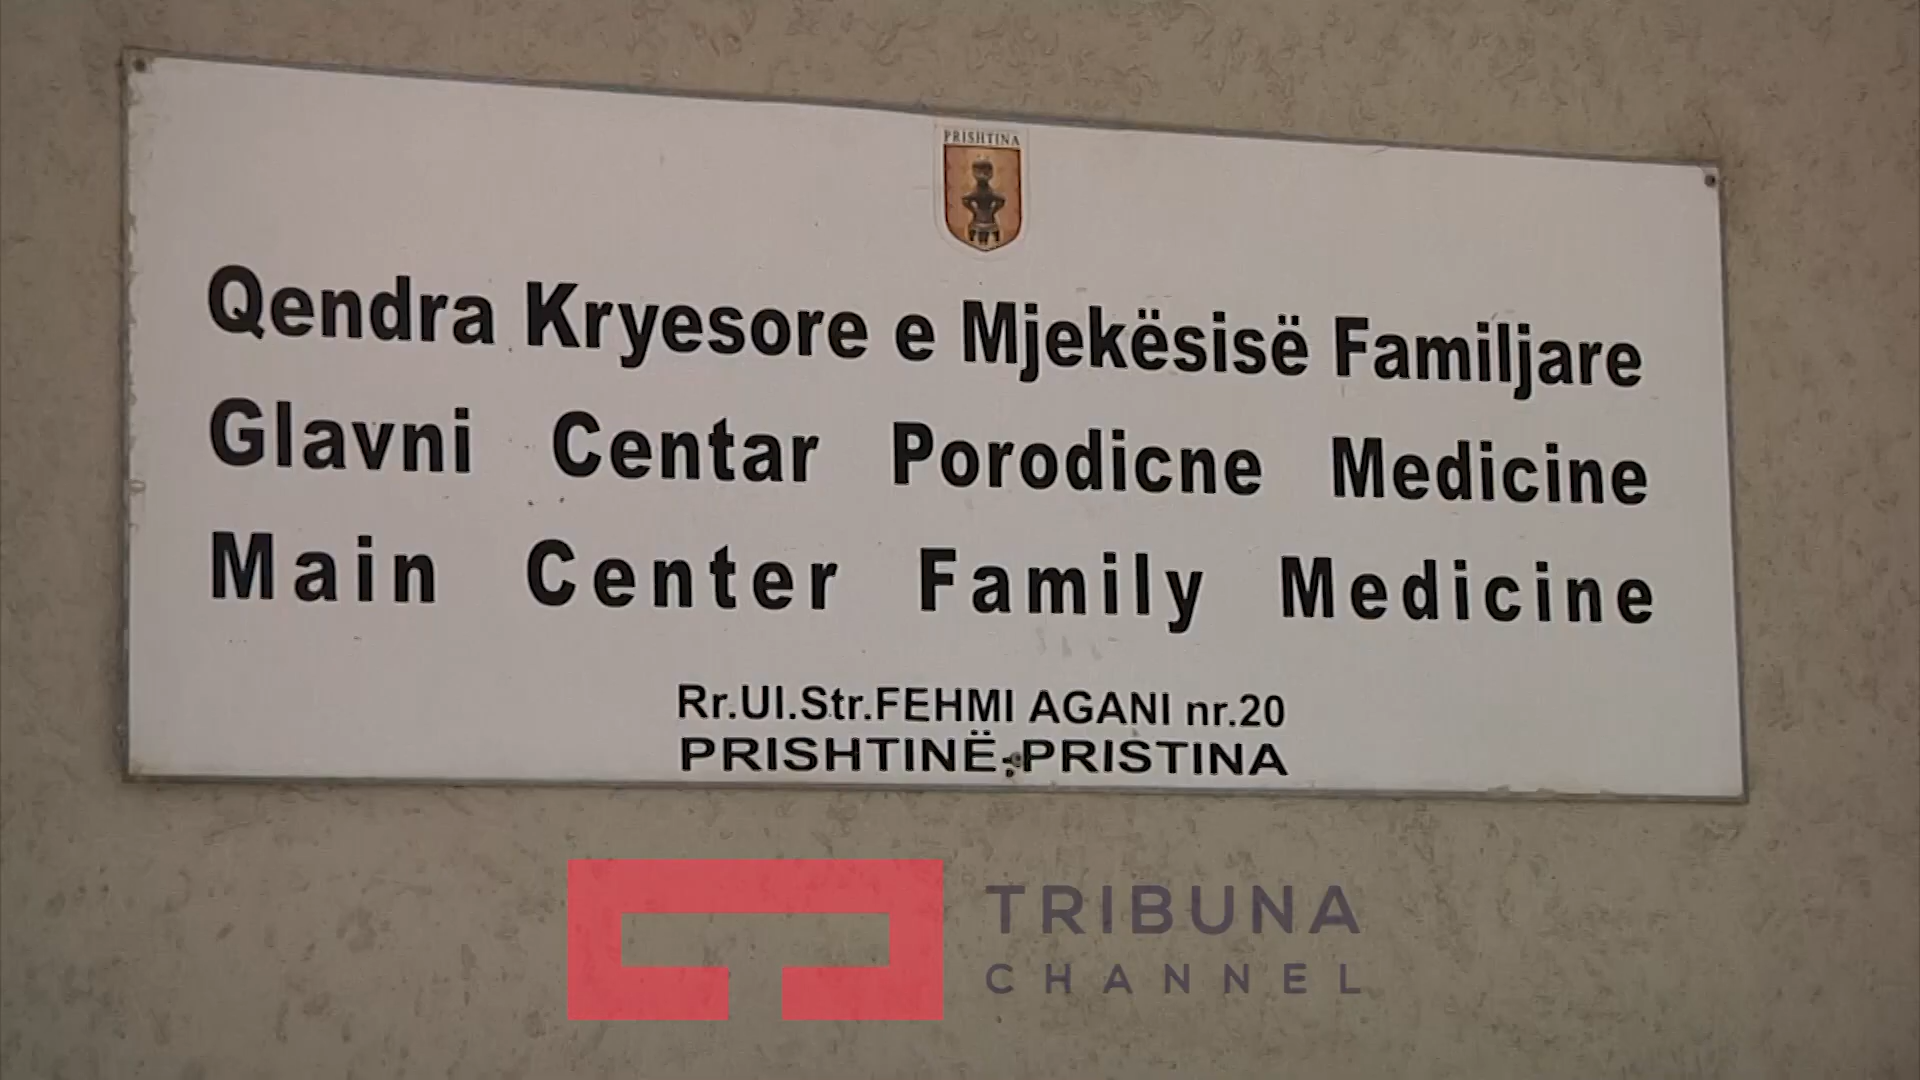 PRISHTINA
Qendra Kryesore e Mjekësisë Familjare
Glavni Centar Porodicne Medicine
Main Center Family Medicine
Rr.Ul.Str.FEHMI AGANI nr.20
PRISHTINË-PRISTINA
TRIBUNA
CHANNEL